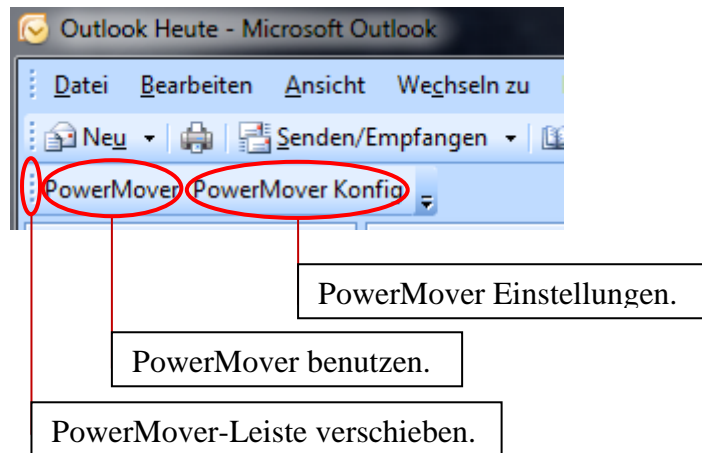 Outlook Heute - Microsoft Outlook
Datei Bearbeiten Ansicht Wechseln zu
Neu Senden/Empfangen
PowerMover PowerMover Konfig
PowerMover Einstellungen.
PowerMover benutzen.
PowerMover-Leiste verschieben.